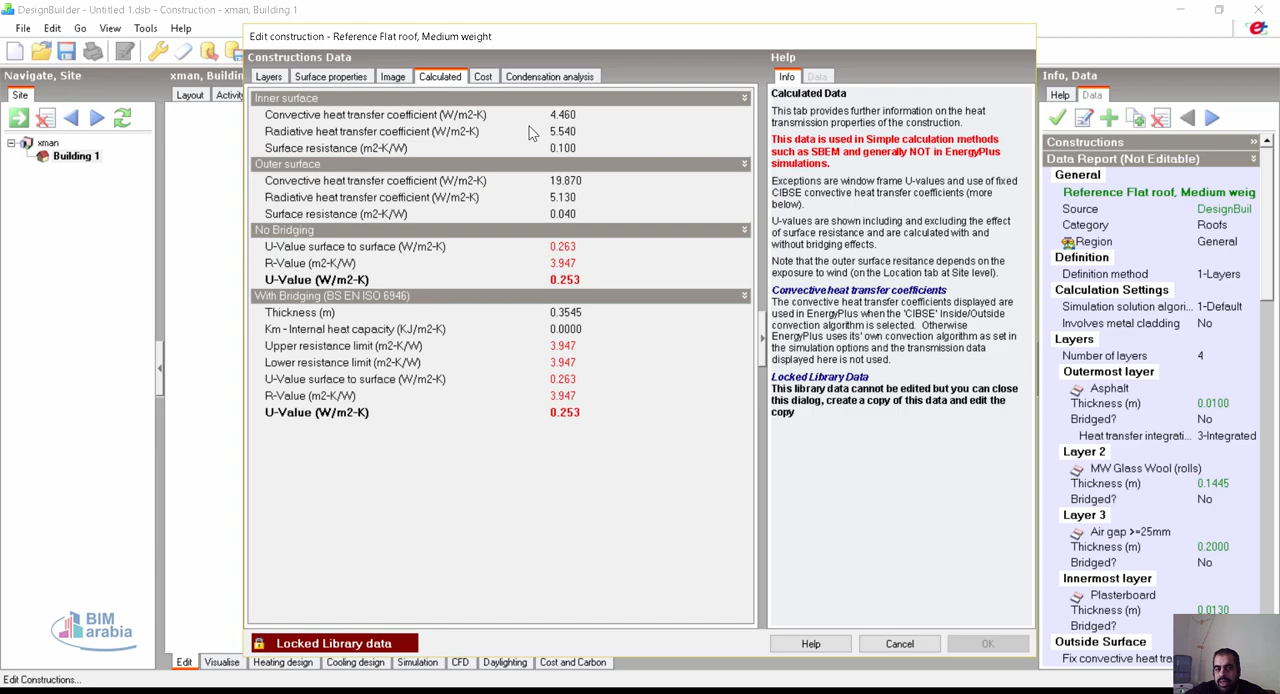 DesignBuilder - Untitled 1.dsb - Construction - xman, Building 1
File Edit Go View Tools Help
Edit construction - Reference Flat roof, Medium weight
Navigate, Site
Site
xman
Building 1
xman, Buildin
Layout Activit
Constructions Data
Layers Surface properties Image Calculated Cost Condensation analysis
Inner surface
Convective heat transfer coefficient (W/m2-K) 4.460
Radiative heat transfer coefficient (W/m2-K) 5.540
Surface resistance (m2-K/W) 0.100
Outer surface
Convective heat transfer coefficient (W/m2-K) 19.870
Radiative heat transfer coefficient (W/m2-K) 5.130
Surface resistance (m2-K/W) 0.040
No Bridging
U-Value surface to surface (W/m2-K) 0.263
R-Value (m2-K/W) 3.947
U-Value (W/m2-K) 0.253
With Bridging (BS EN ISO 6946)
Thickness (m) 0.3545
Km - Internal heat capacity (KJ/m2-K) 0.0000
Upper resistance limit (m2-K/W) 3.947
Lower resistance limit (m2-K/W) 3.947
U-Value surface to surface (W/m2-K) 0.263
R-Value (m2-K/W) 3.947
U-Value (W/m2-K) 0.253
Locked Library data
Help
Info Data
Calculated Data
This tab provides further information on the heat
transmission properties of the construction.
This data is used in Simple calculation methods
such as SBEM and generally NOT in EnergyPlus
simulations.
Exceptions are window frame U-values and use of fixed
CIBSE convective heat transfer coefficients (more
below).
U-values are shown including and excluding the effect
of surface resistance and are calculated with and
without bridging effects.
Note that the outer surface resitance depends on the
exposure to wind (on the Location tab at Site level).
Convective heat transfer coefficients
The convective heat transfer coefficients displayed are
used in EnergyPlus when the 'CIBSE' Inside/Outside
convection algorithm is selected. Otherwise
EnergyPlus uses its' own convection algorithm as set in
the simulation options and the transmission data
displayed here is not used.
Locked Library Data
This library data cannot be edited but you can close
this dialog, create a copy of this data and edit the
copy
Help Cancel OK
Info, Data
Help Data
Constructions
Data Report (Not Editable)
General
Reference Flat roof, Medium weig
Source DesignBuil
Category Roofs
Region General
Definition
Definition method 1-Layers
Calculation Settings
Simulation solution algori... 1-Default
Involves metal cladding No
Layers
Number of layers 4
Outermost layer
Asphalt
Thickness (m) 0.0100
Bridged? No
Heat transfer integrati... 3-Integrated
Layer 2
MW Glass Wool (rolls)
Thickness (m) 0.1445
Bridged? No
Layer 3
Air gap >=25mm
Thickness (m) 0.2000
Bridged? No
Innermost layer
Plasterboard
Thickness (m) 0.0130
Bridged?
Outside Surface
Fix convective heat tra
BIM
arabia
Edit Visualise Heating design Cooling design Simulation CFD Daylighting Cost and Carbon
Edit Constructions...